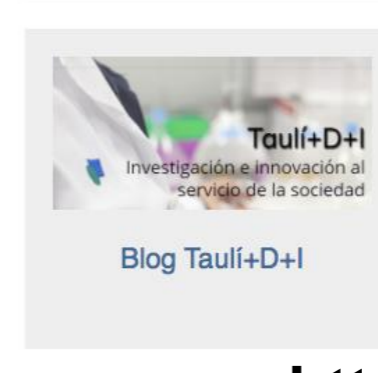 Taulí+D+I
Investigación e innovación al
servicio de la sociedad
Blog Taulí+D+I